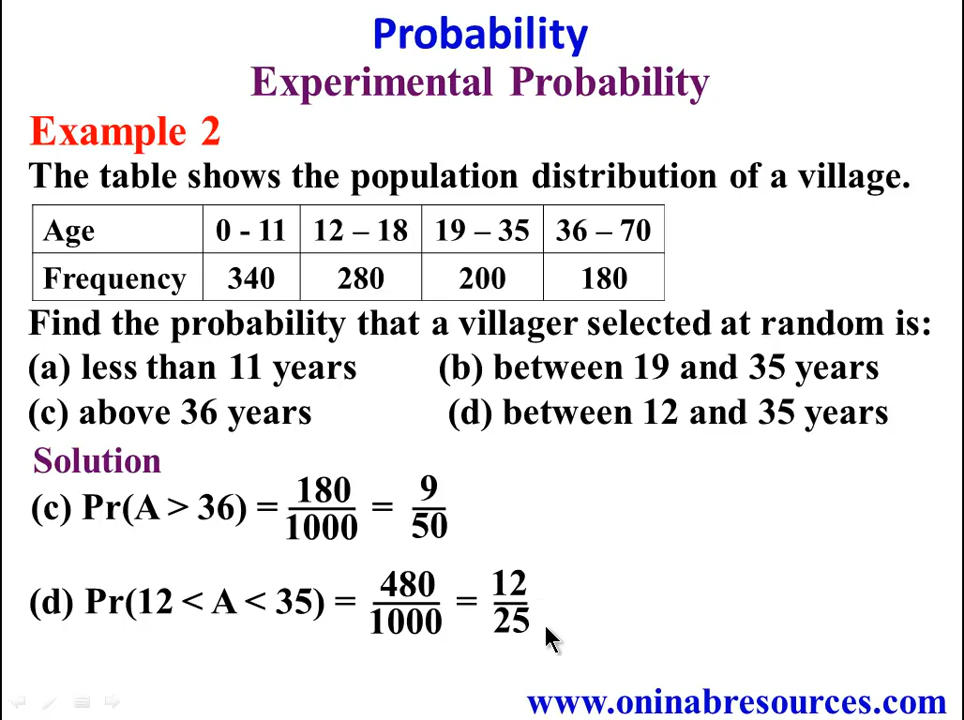 Probability
Experimental Probability
Example 2
The table shows the population distribution of a village.
Age 0 - 11 12 – 18 19 – 35 36 – 70
Frequency 340 280 200 180
Find the probability that a villager selected at random is:
(a) less than 11 years (b) between 19 and 35 years
(c) above 36 years (d) between 12 and 35 years
Solution
(c) Pr(A > 36) = 180/1000 = 9/50
(d) Pr(12 < A < 35) = 480/1000 = 12/25
www.oninabresources.com